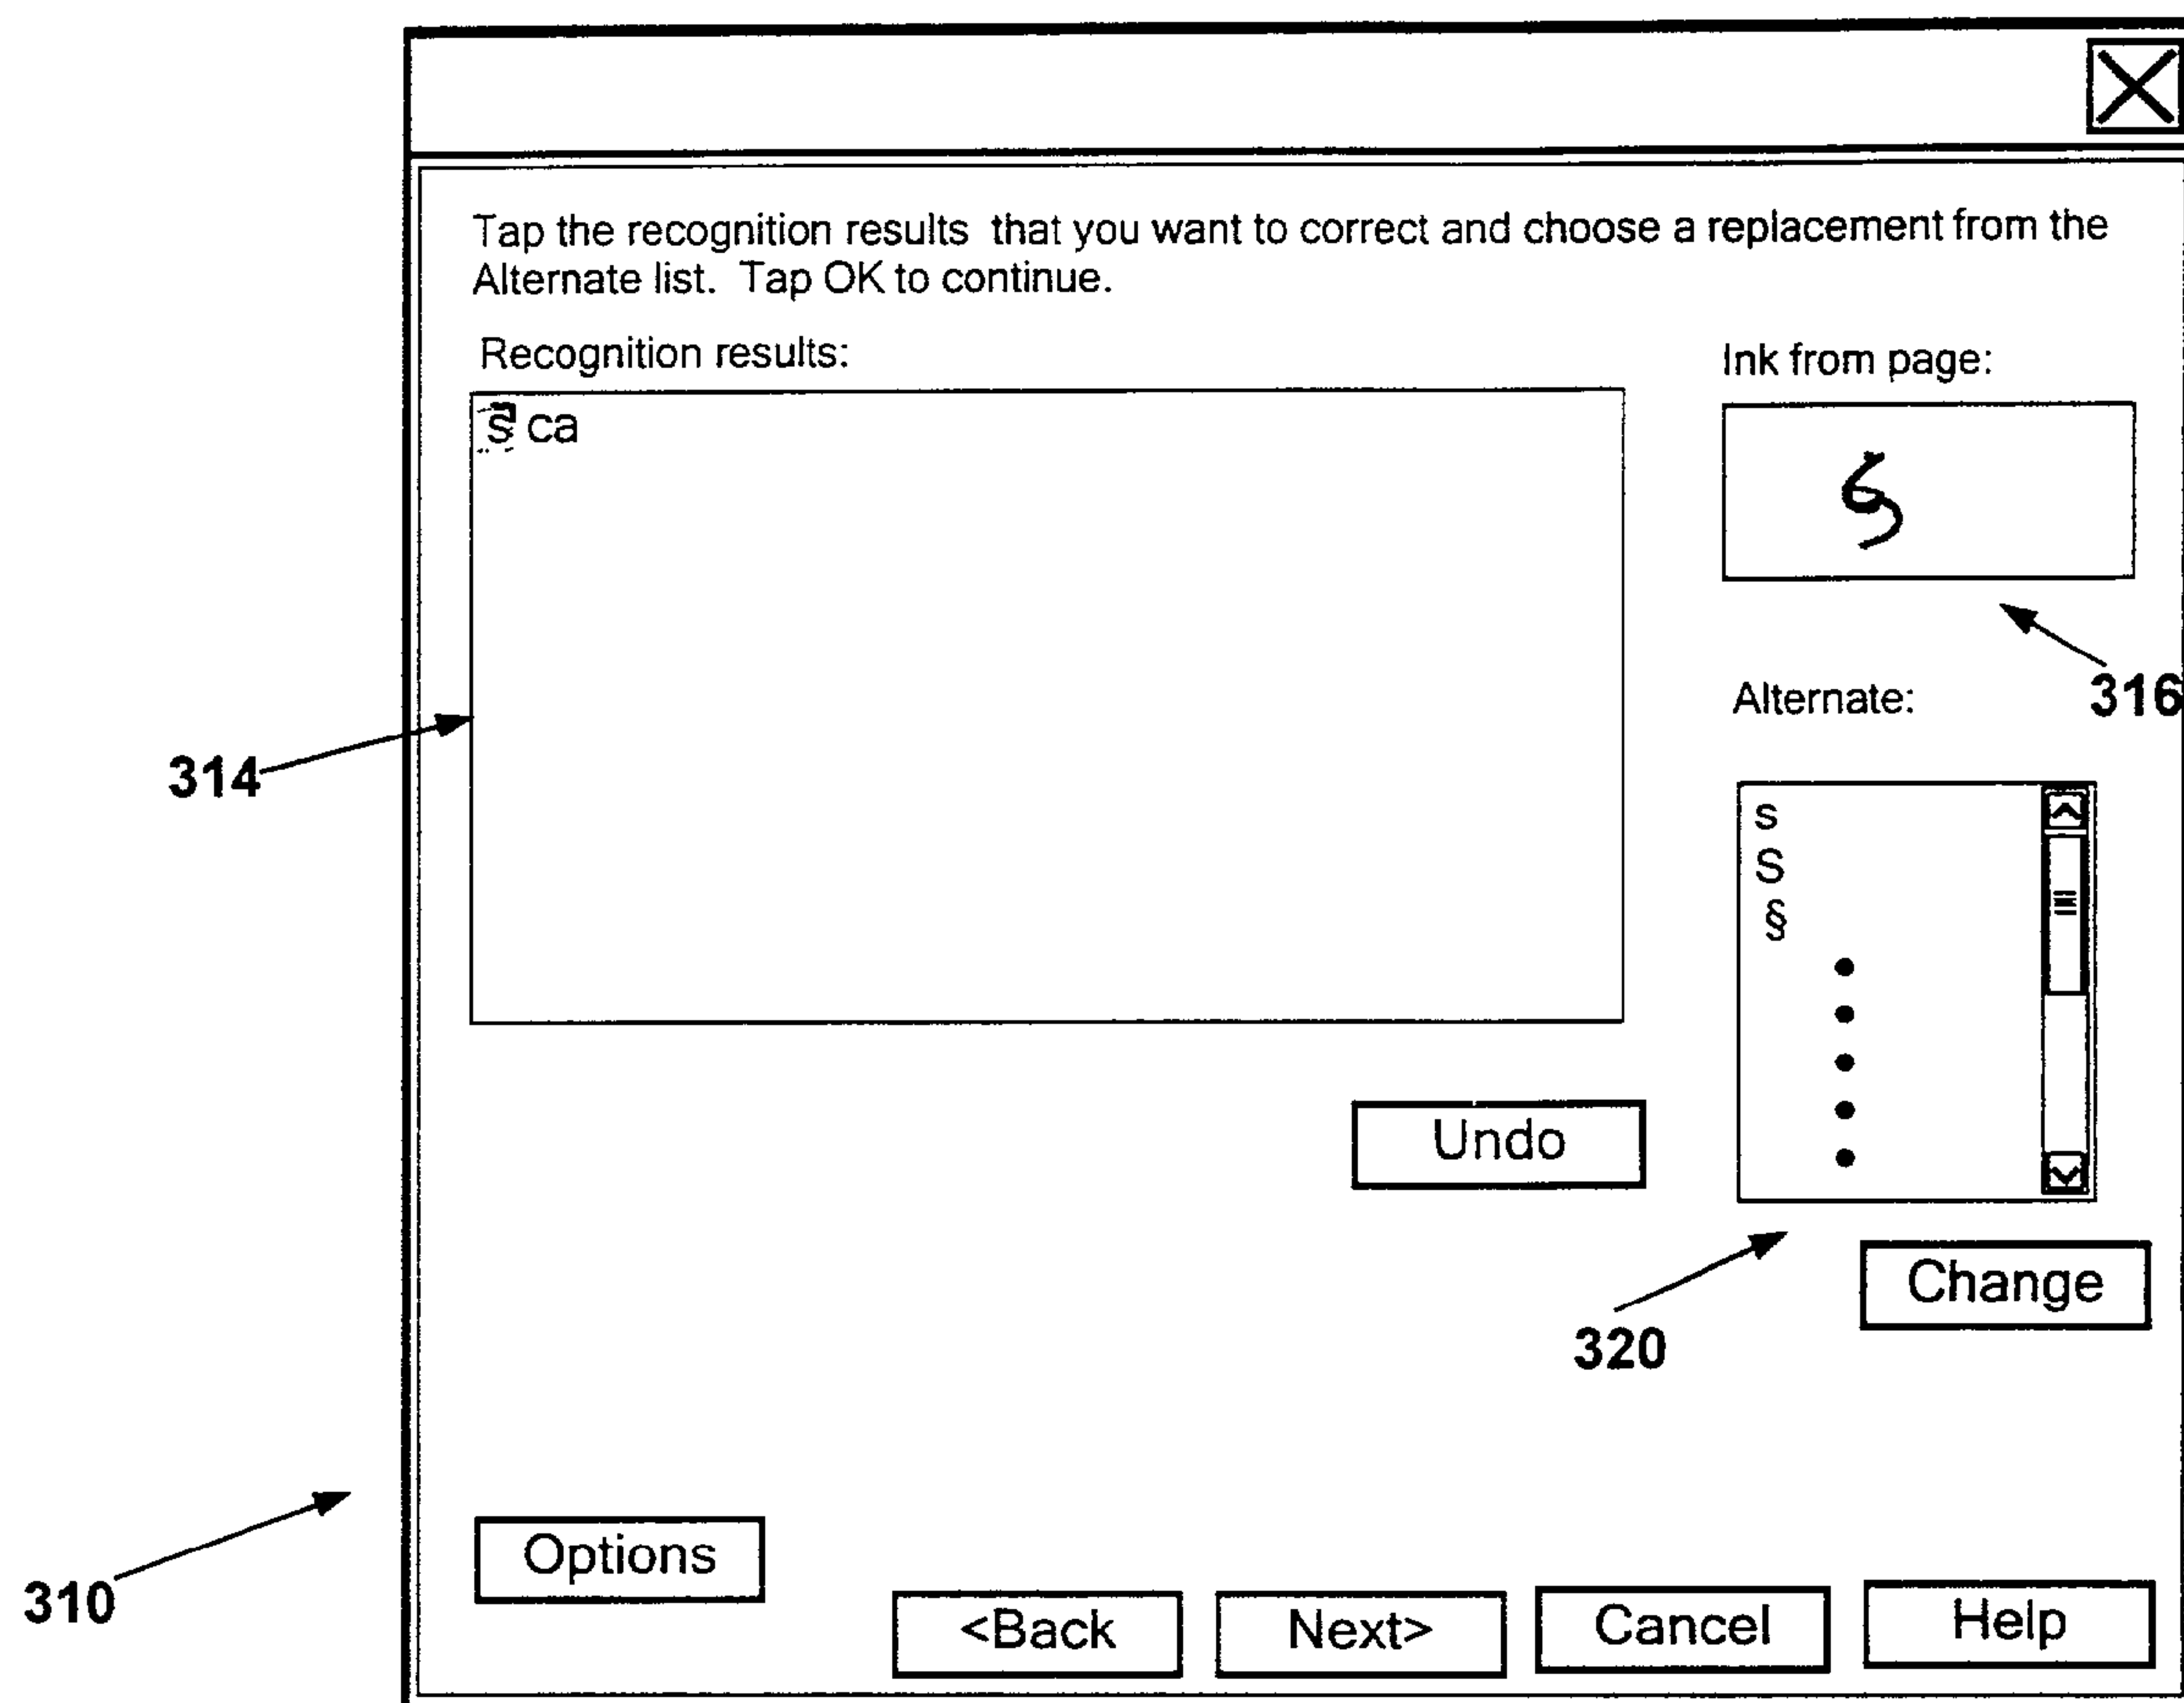 Tap the recognition results that you want to correct and choose a replacement from the
Alternate list. Tap OK to continue.
Recognition results:
s ca
Ink from page:
s
316
Alternate:
s
S
§
314
Undo
Change
320
310
Options
<Back
Next>
Cancel
Help